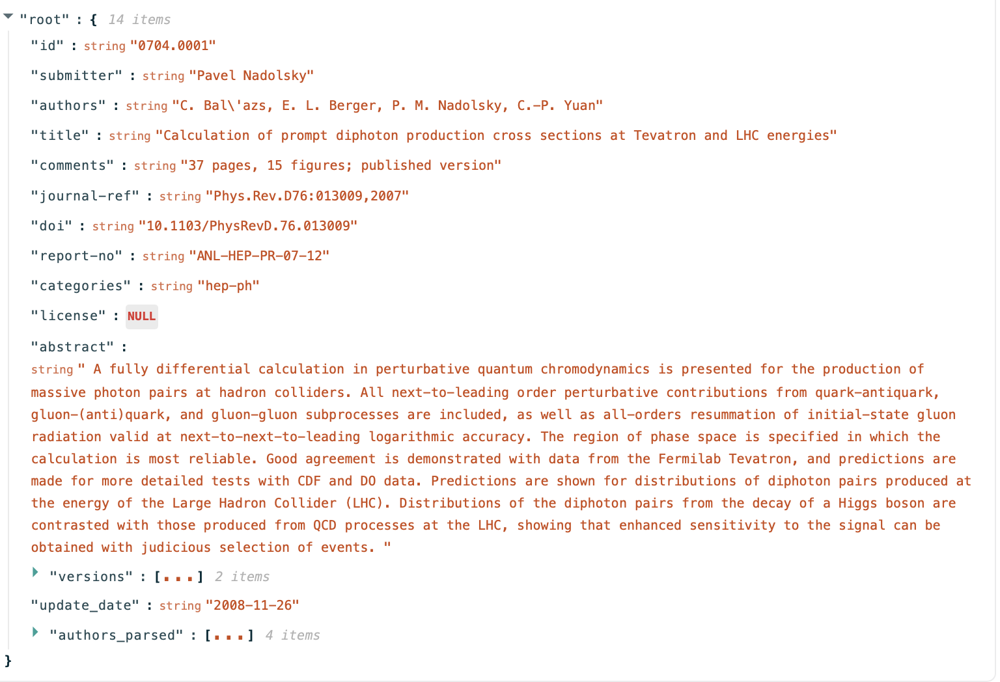 "root" : { 14 items
"id" : string "0704.0001"
"submitter" : string "Pavel Nadolsky"
"authors" : string "C. Bal\'azs, E. L. Berger, P. M. Nadolsky, C.-P. Yuan"
"title" : string "Calculation of prompt diphoton production cross sections at Tevatron and LHC energies"
"comments" : string "37 pages, 15 figures; published version"
"journal-ref" : string "Phys.Rev.D76:013009,2007"
"doi" : string "10.1103/PhysRevD.76.013009"
"report-no" : string "ANL-HEP-PR-07-12"
"categories" : string "hep-ph"
"license" : NULL
"abstract" :
string " A fully differential calculation in perturbative quantum chromodynamics is presented for the production of
massive photon pairs at hadron colliders. All next-to-leading order perturbative contributions from quark-antiquark,
gluon-(anti)quark, and gluon-gluon subprocesses are included, as well as all-orders resummation of initial-state gluon
radiation valid at next-to-next-to-leading logarithmic accuracy. The region of phase space is specified in which the
calculation is most reliable. Good agreement is demonstrated with data from the Fermilab Tevatron, and predictions are
made for more detailed tests with CDF and DO data. Predictions are shown for distributions of diphoton pairs produced at
the energy of the Large Hadron Collider (LHC). Distributions of the diphoton pairs from the decay of a Higgs boson are
contrasted with those produced from QCD processes at the LHC, showing that enhanced sensitivity to the signal can be
obtained with judicious selection of events. "
"versions" : [...] 2 items
"update_date" : string "2008-11-26"
"authors_parsed" : [...] 4 items
}